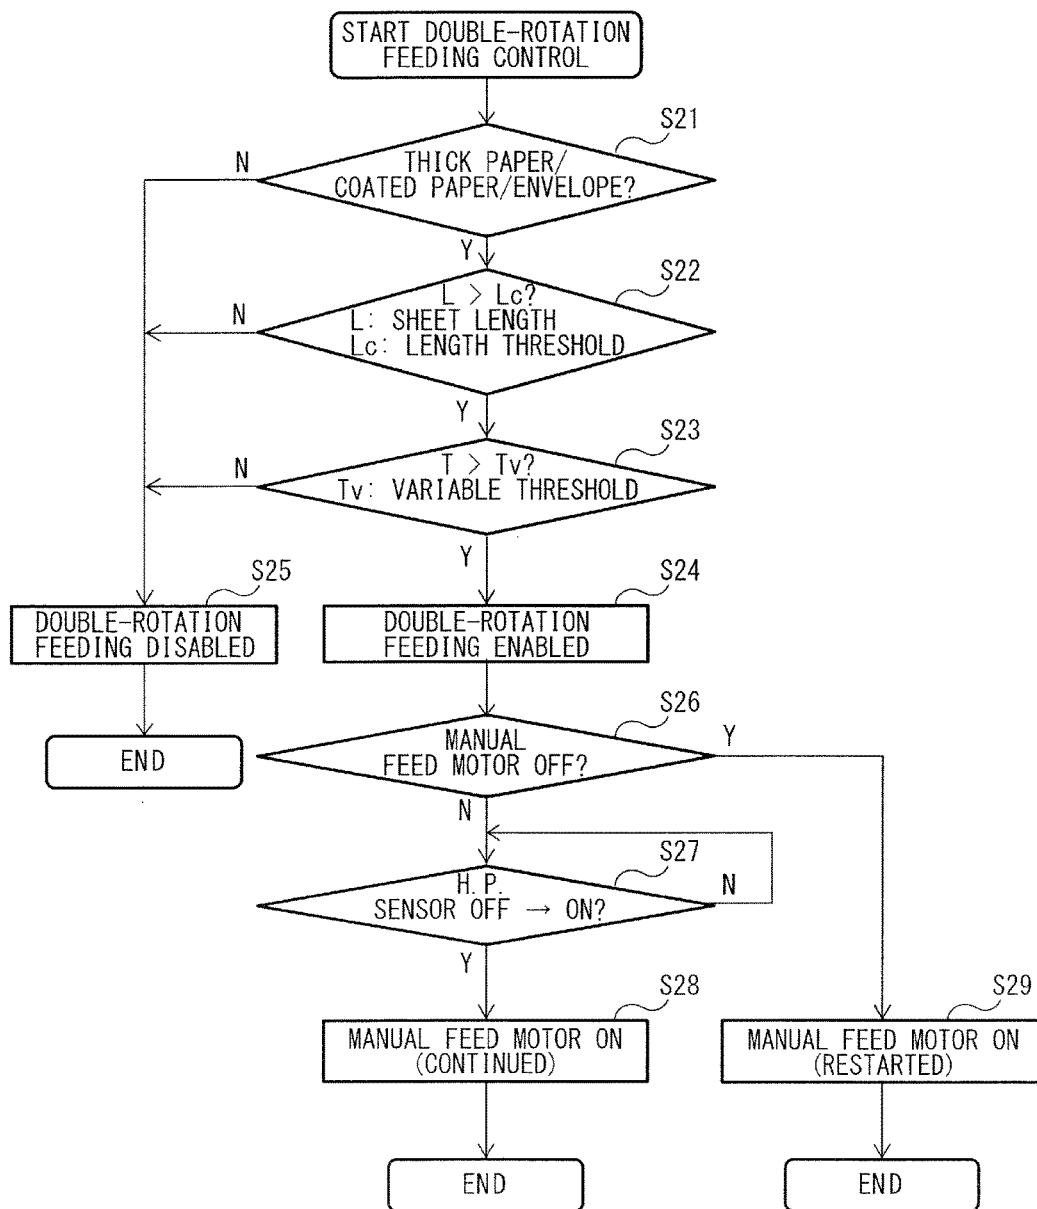 START DOUBLE-ROTATION
FEEDING CONTROL
S21
N
THICK PAPER/
COATED PAPER/ENVELOPE?
Y
S22
N
L > Lc?
L: SHEET LENGTH
Lc: LENGTH THRESHOLD
Y
S23
N
T > Tv?
Tv: VARIABLE THRESHOLD
Y
S25
S24
DOUBLE-ROTATION
FEEDING DISABLED
DOUBLE-ROTATION
FEEDING ENABLED
END
S26
MANUAL
FEED MOTOR OFF?
Y
N
S27
H.P.
SENSOR OFF → ON?
N
Y
S28
S29
MANUAL FEED MOTOR ON
(CONTINUED)
MANUAL FEED MOTOR ON
(RESTARTED)
END
END